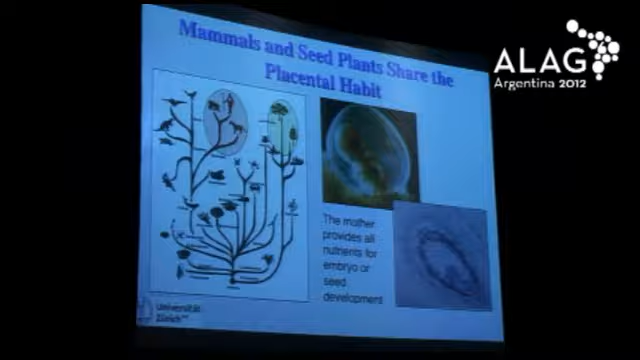 Mammals and Seed Plants Share the
Placental Habit
The mother
provides all
nutrients for
embryo or
seed
development
Universität
Zürich
ALAG
Argentina 2012